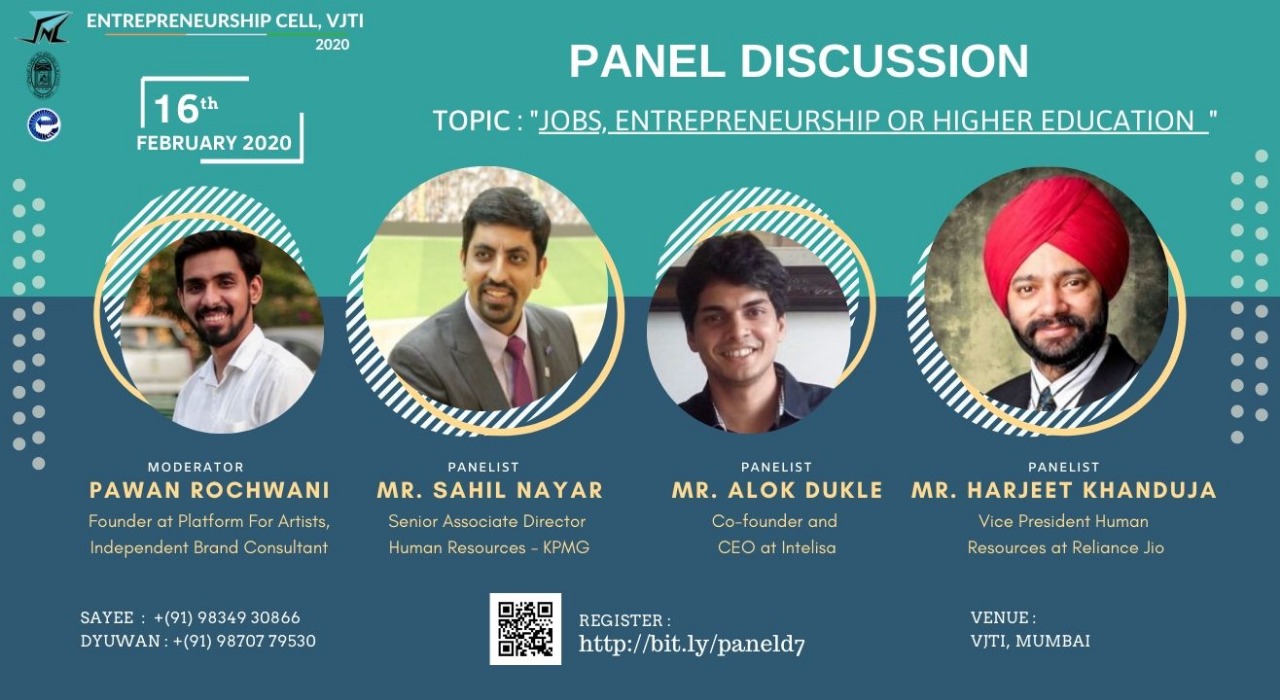 ENTREPRENEURSHIP CELL, VJTI
2020
16th
FEBRUARY 2020
PANEL DISCUSSION
TOPIC : "JOBS, ENTREPRENEURSHIP OR HIGHER EDUCATION "
MODERATOR
PAWAN ROCHWANI
Founder at Platform For Artists,
Independent Brand Consultant
PANELIST
MR. SAHIL NAYAR
Senior Associate Director
Human Resources - KPMG
PANELIST
MR. ALOK DUKLE
Co-founder and
CEO at Intelisa
PANELIST
MR. HARJEET KHANDUJA
Vice President Human
Resources at Reliance Jio
SAYEE : +(91) 98349 30866
DYUWAN : +(91) 98707 79530
REGISTER :
http://bit.ly/paneld7
VENUE :
VJTI, MUMBAI